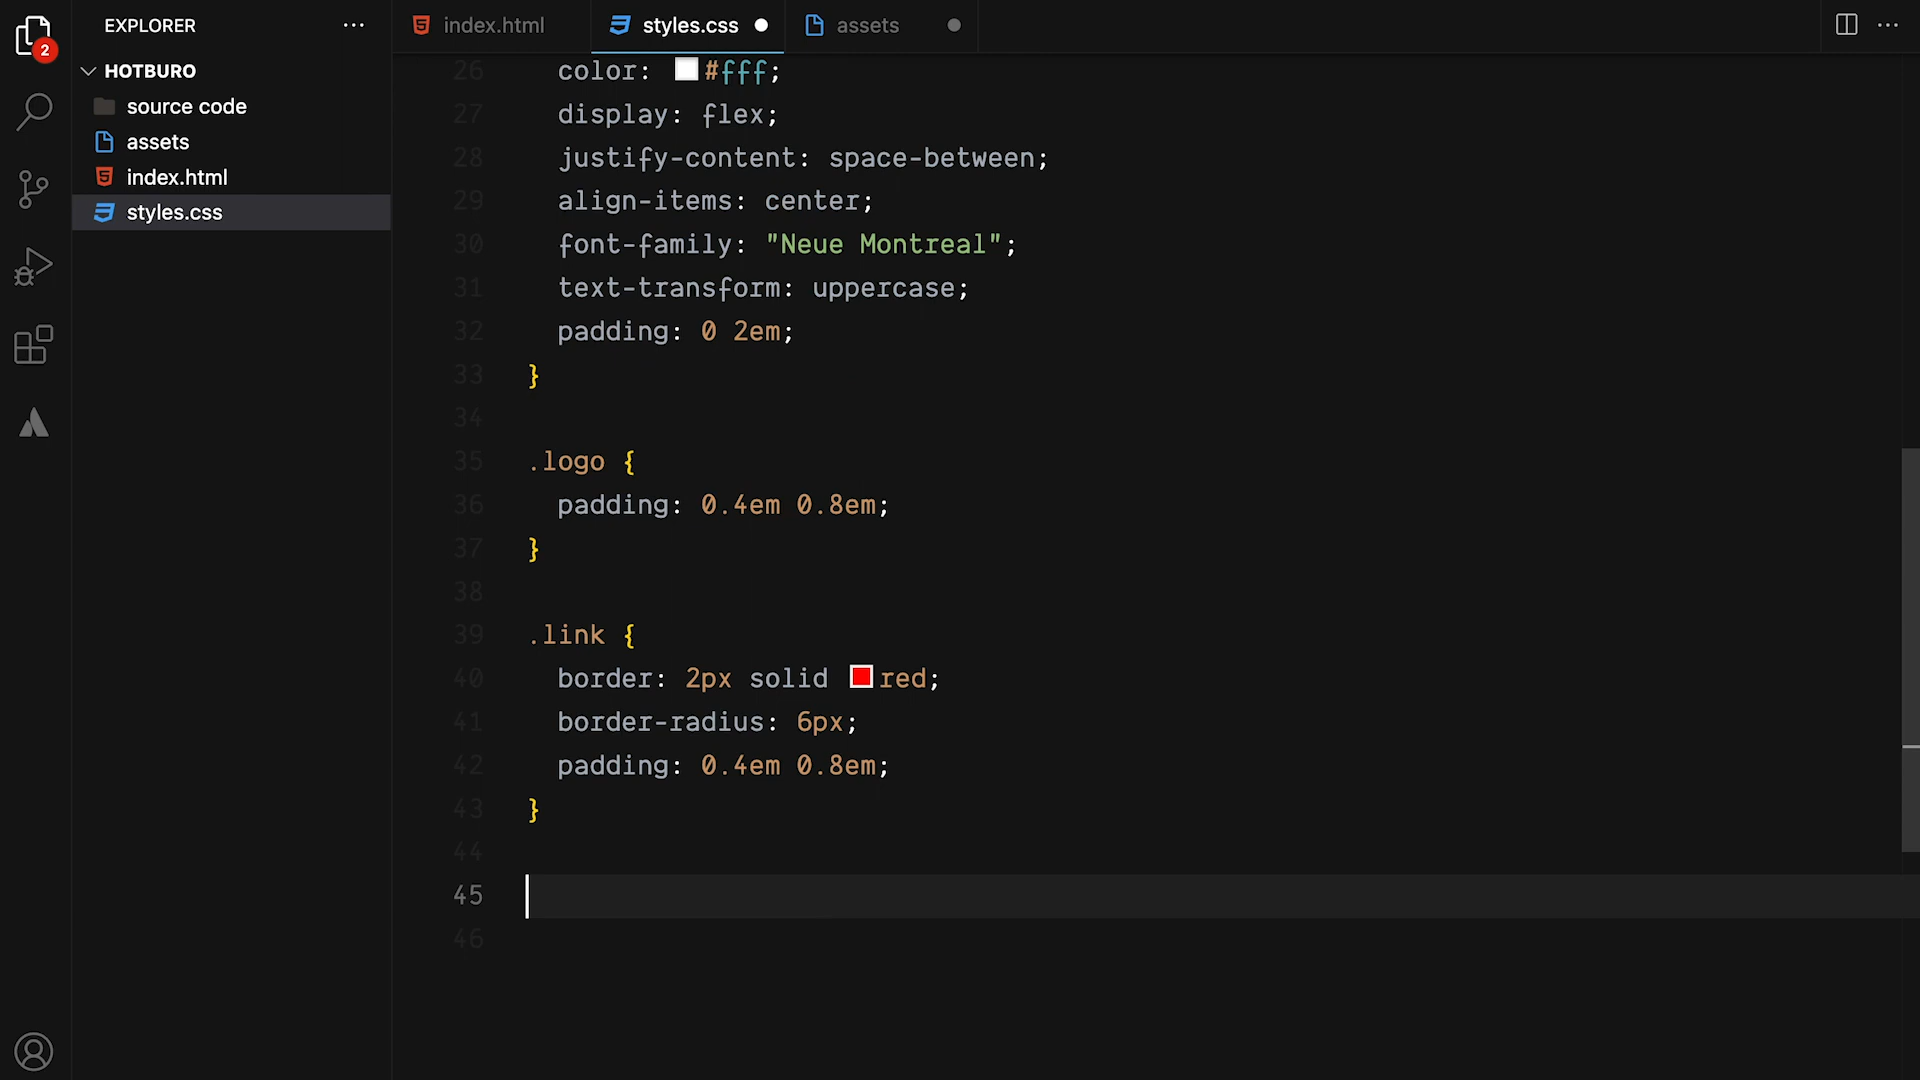 2
EXPLORER
HOTBURO
source code
assets
index.html
styles.css
index.html
styles.css
assets
26 color: #fff;
27 display: flex;
28 justify-content: space-between;
29 align-items: center;
30 font-family: "Neue Montreal";
31 text-transform: uppercase;
32 padding: 0 2em;
33 }
34
35 .logo {
36 padding: 0.4em 0.8em;
37 }
38
39 .link {
40 border: 2px solid red;
41 border-radius: 6px;
42 padding: 0.4em 0.8em;
43 }
44
45
46